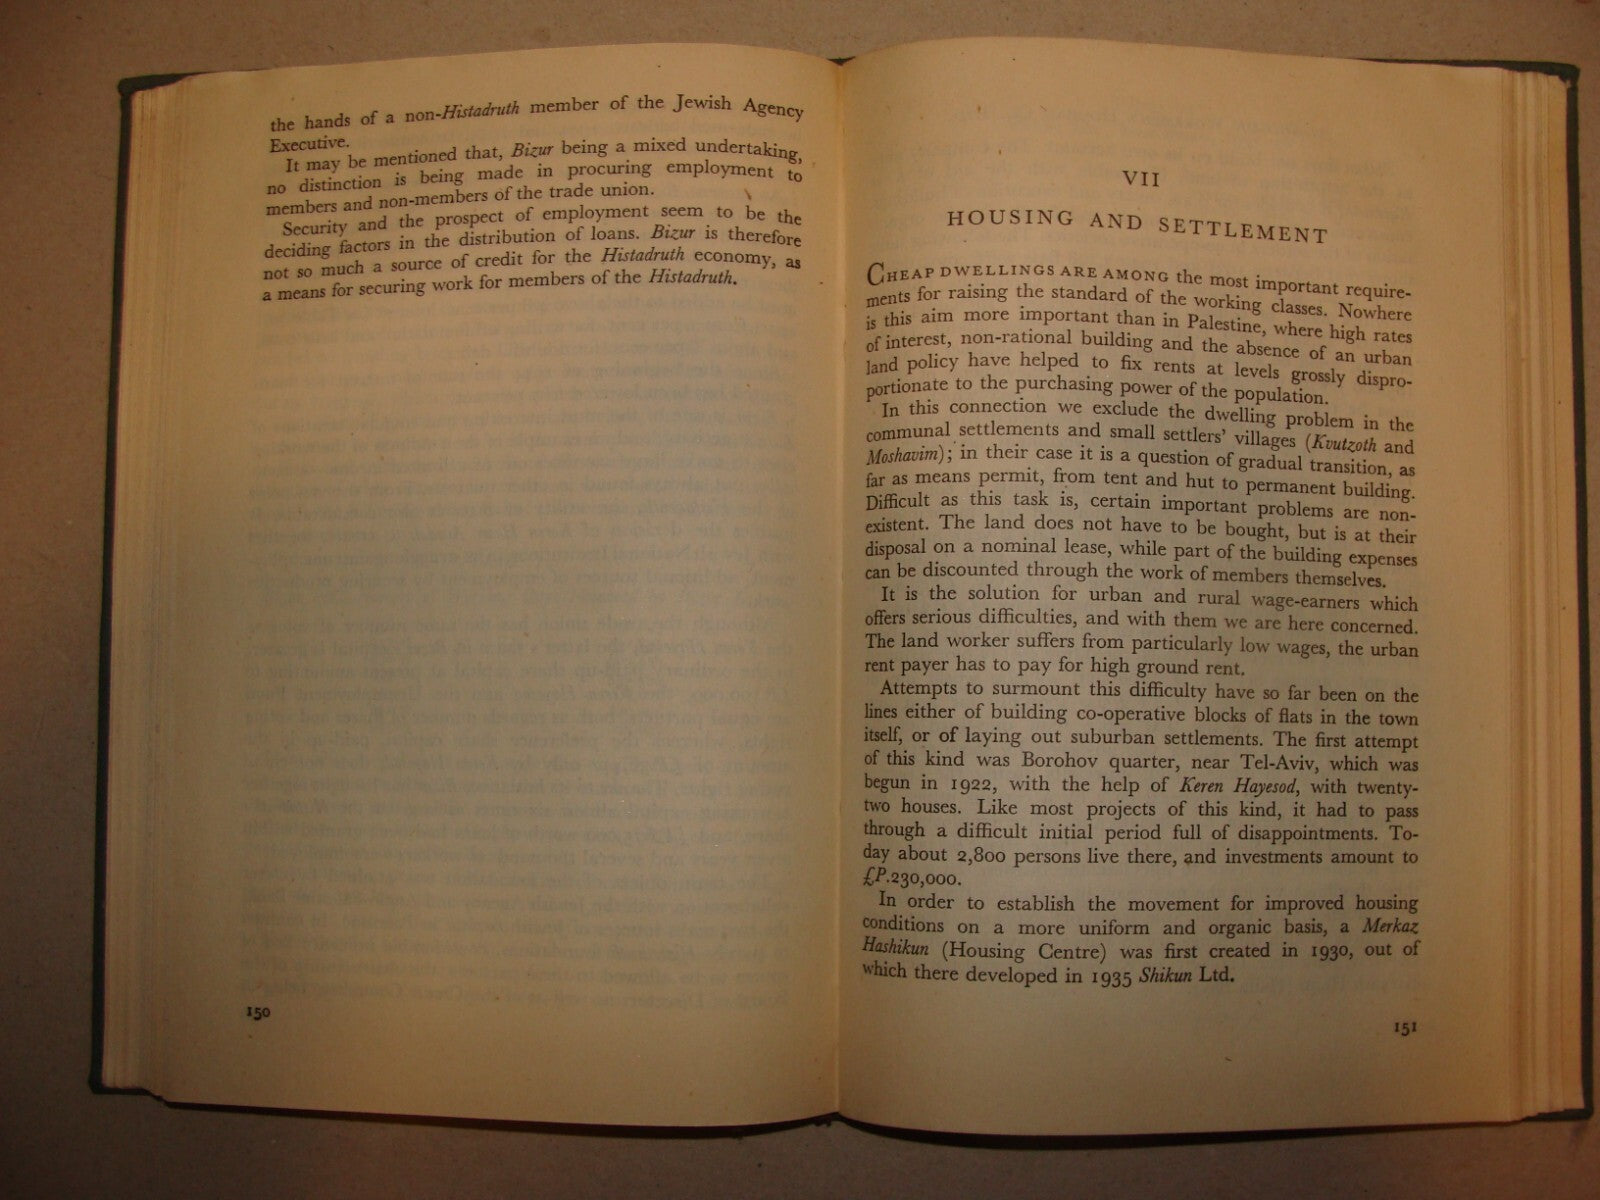 the hands of a non-Histadruth member of the Jewish Agency
Executive.
It may be mentioned that, Bizur being a mixed undertaking,
no distinction is being made in procuring employment to
members and non-members of the trade union.
Security and the prospect of employment seem to be the
deciding factors in the distribution of loans. Bizur is therefore
not so much a source of credit for the Histadruth economy, as
a means for securing work for members of the Histadruth.
150
VII
HOUSING AND SETTLEMENT
CHEAP DWELLINGS ARE AMONG the most important require-
ments for raising the standard of the working classes. Nowhere
is this aim more important than in Palestine, where high rates
of interest, non-rational building and the absence of an urban
land policy have helped to fix rents at levels grossly dispro-
portionate to the purchasing power of the population.
In this connection we exclude the dwelling problem in the
communal settlements and small settlers' villages (Kvutzoth and
Moshavim); in their case it is a question of gradual transition, as
far as means permit, from tent and hut to permanent building.
Difficult as this task is, certain important problems are non-
existent. The land does not have to be bought, but is at their
disposal on a nominal lease, while part of the building expenses
can be discounted through the work of members themselves.
It is the solution for urban and rural wage-earners which
offers serious difficulties, and with them we are here concerned.
The land worker suffers from particularly low wages, the urban
rent payer has to pay for high ground rent.
Attempts to surmount this difficulty have so far been on the
lines either of building co-operative blocks of flats in the town
itself, or of laying out suburban settlements. The first attempt
of this kind was Borohov quarter, near Tel-Aviv, which was
begun in 1922, with the help of Keren Hayesod, with twenty-
two houses. Like most projects of this kind, it had to pass
through a difficult initial period full of disappointments. To-
day about 2,800 persons live there, and investments amount to
£P.230,000.
In order to establish the movement for improved housing
conditions on a more uniform and organic basis, a Merkaz
Hashikun (Housing Centre) was first created in 1930, out of
which there developed in 1935 Shikun Ltd.
151